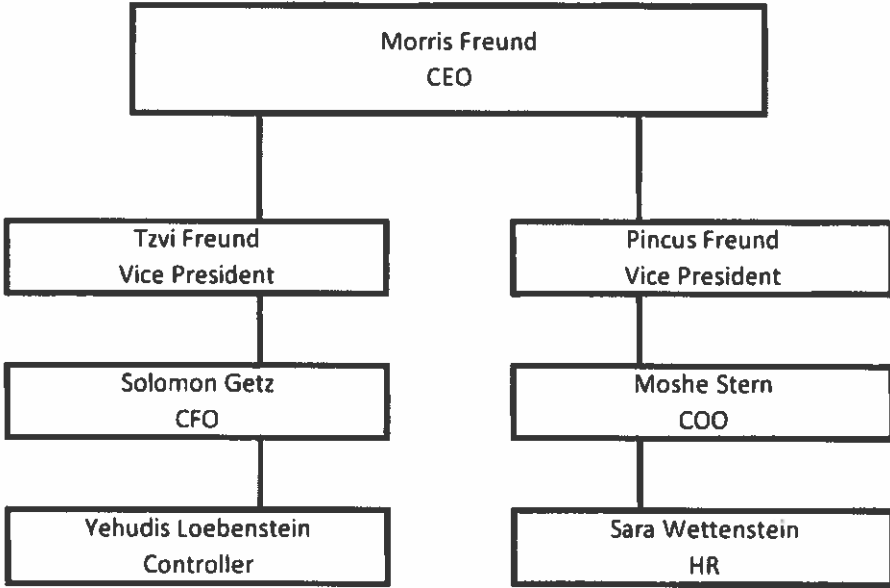 Morris Freund
CEO
Tzvi Freund
Vice President
Pincus Freund
Vice President
Solomon Getz
CFO
Moshe Stern
COO
Yehudis Loebenstein
Controller
Sara Wettenstein
HR